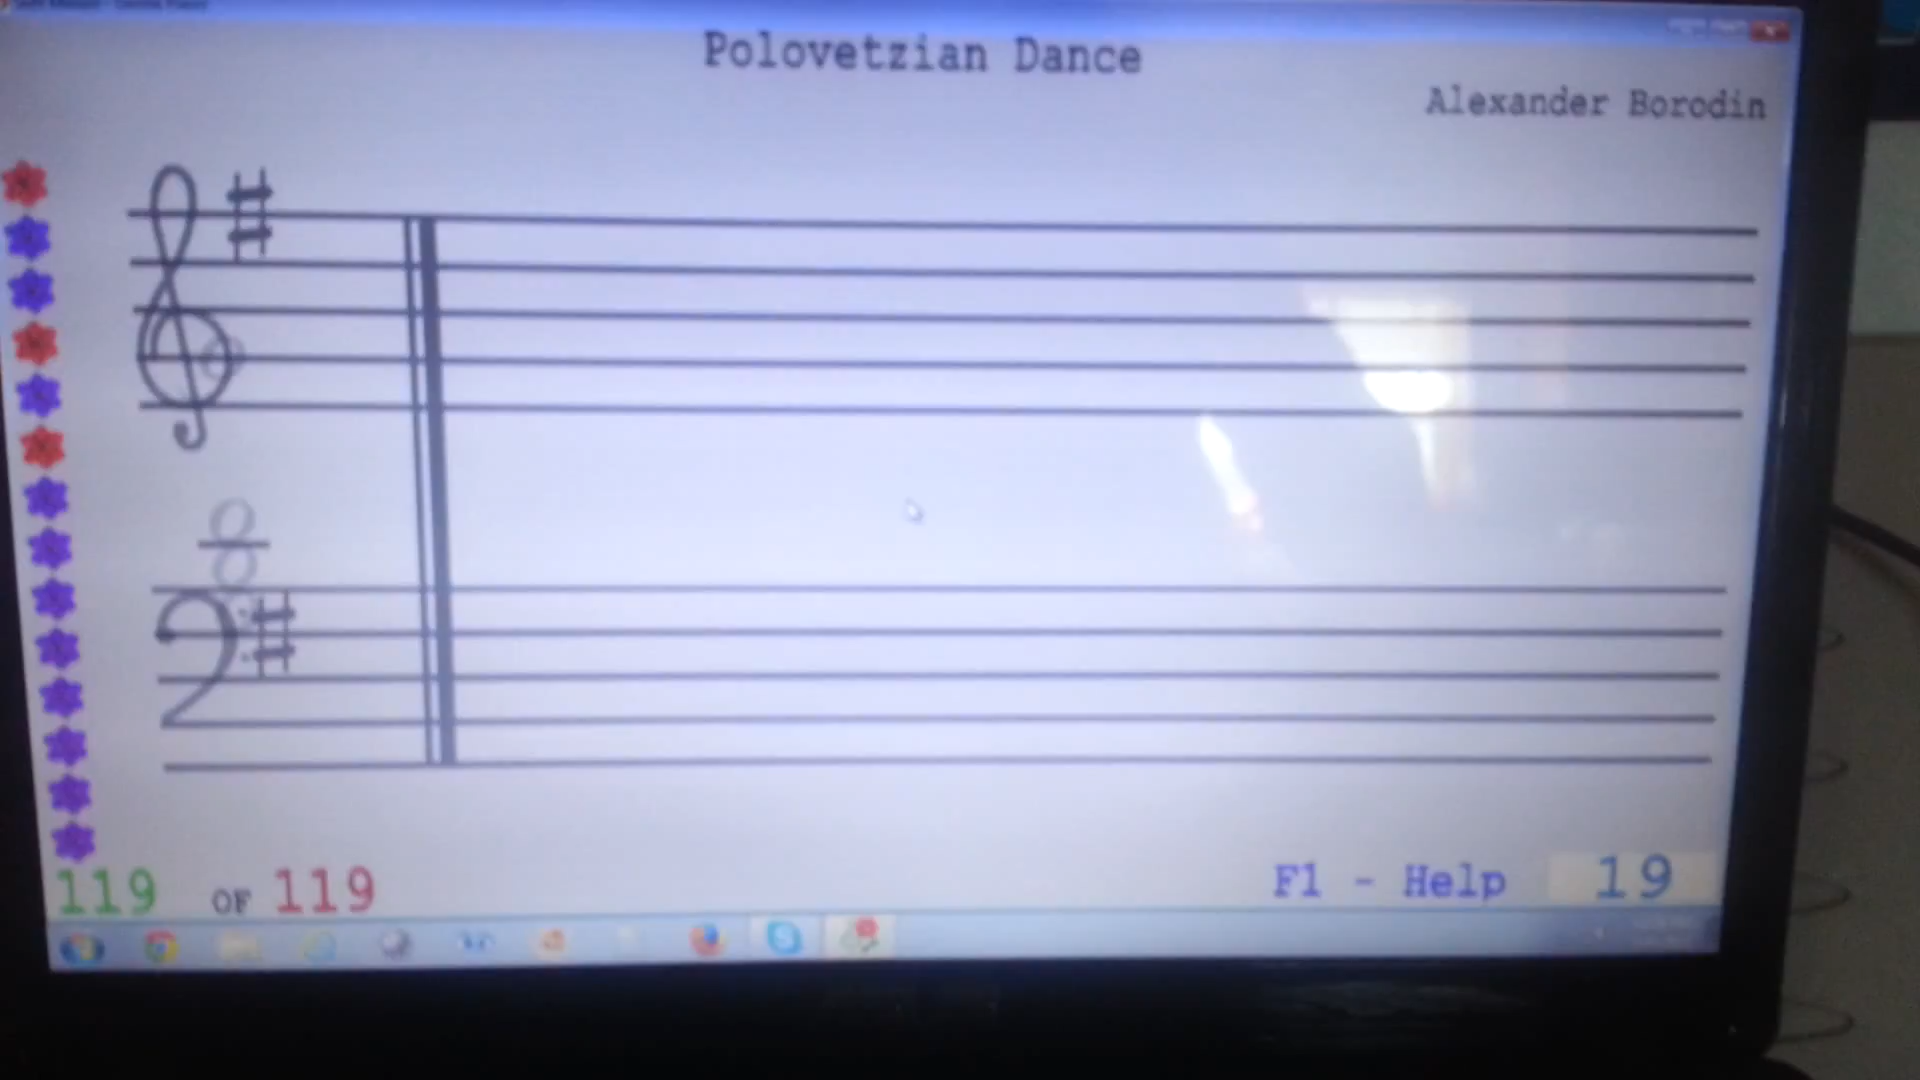 Polovetzian Dance
Alexander Borodin
119 OF 119
F1 - Help 19